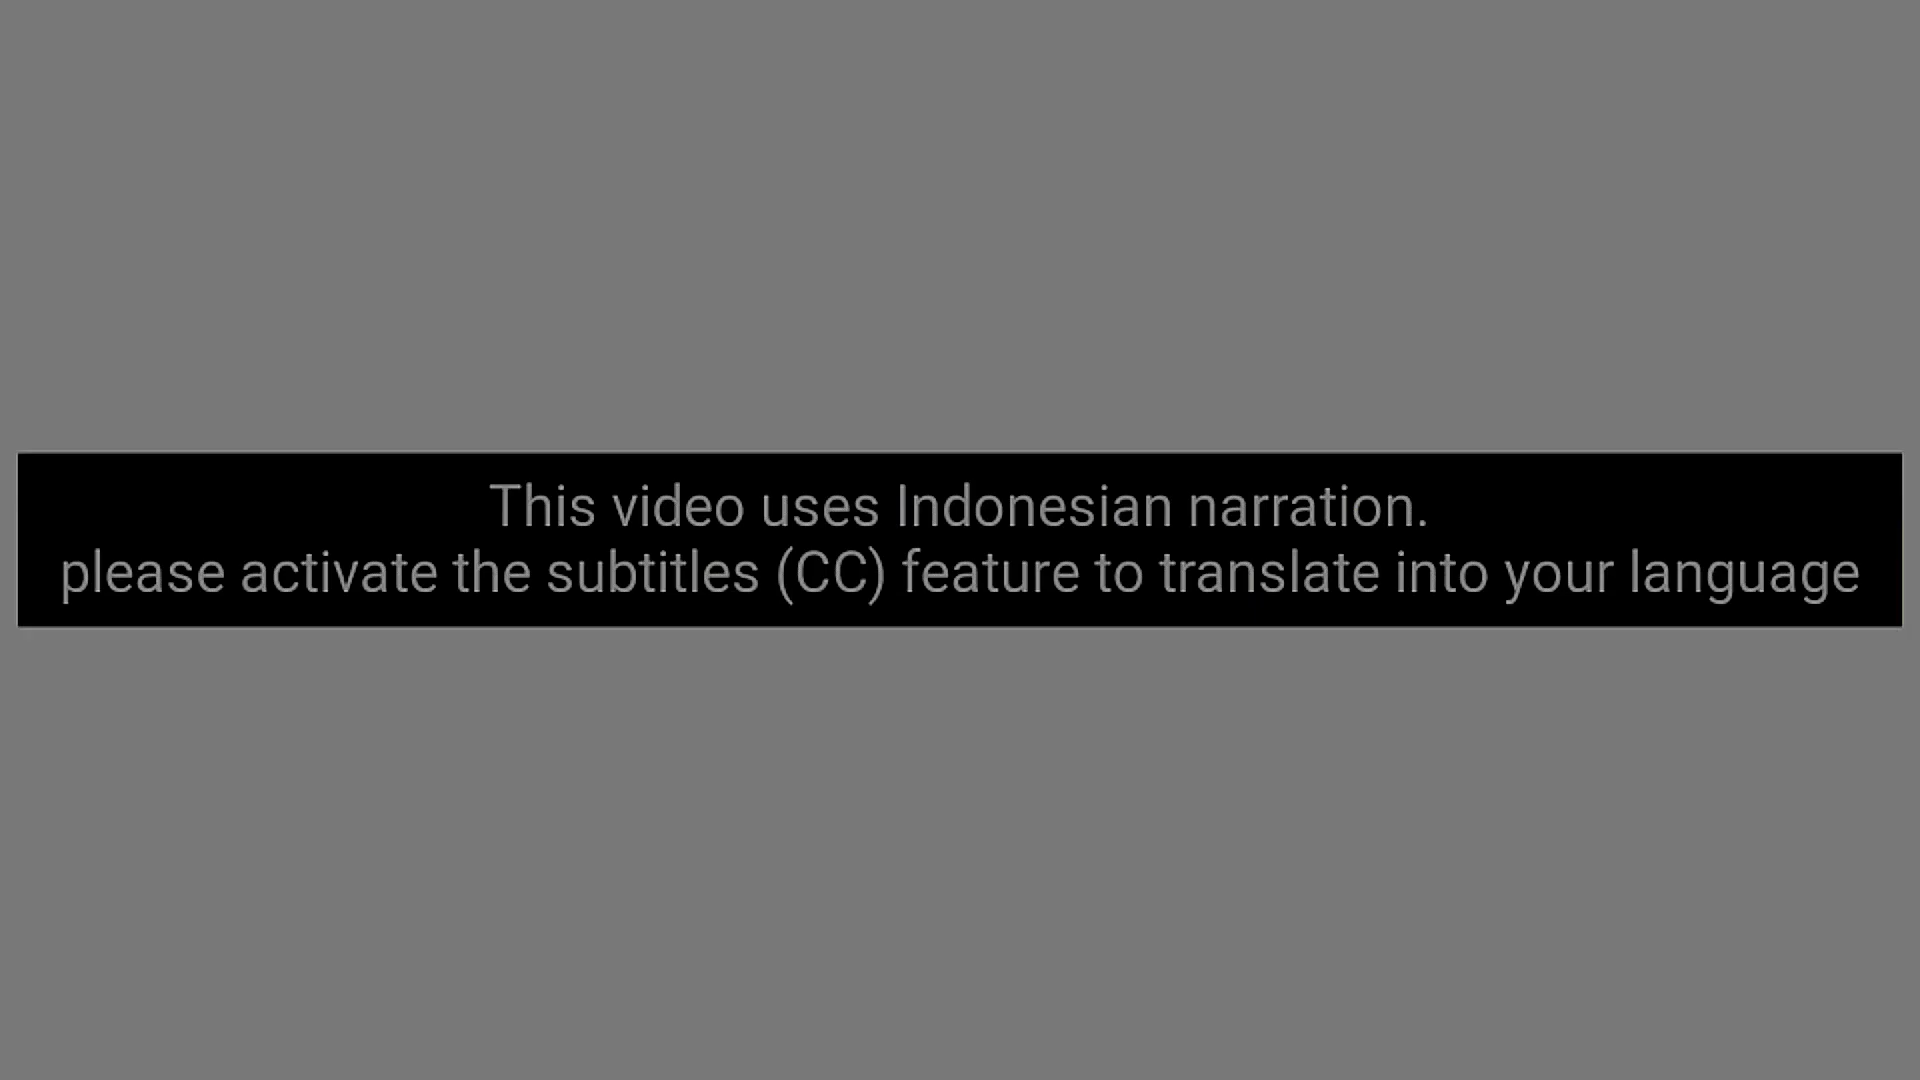 This video uses Indonesian narration.
please activate the subtitles (CC) feature to translate into your language